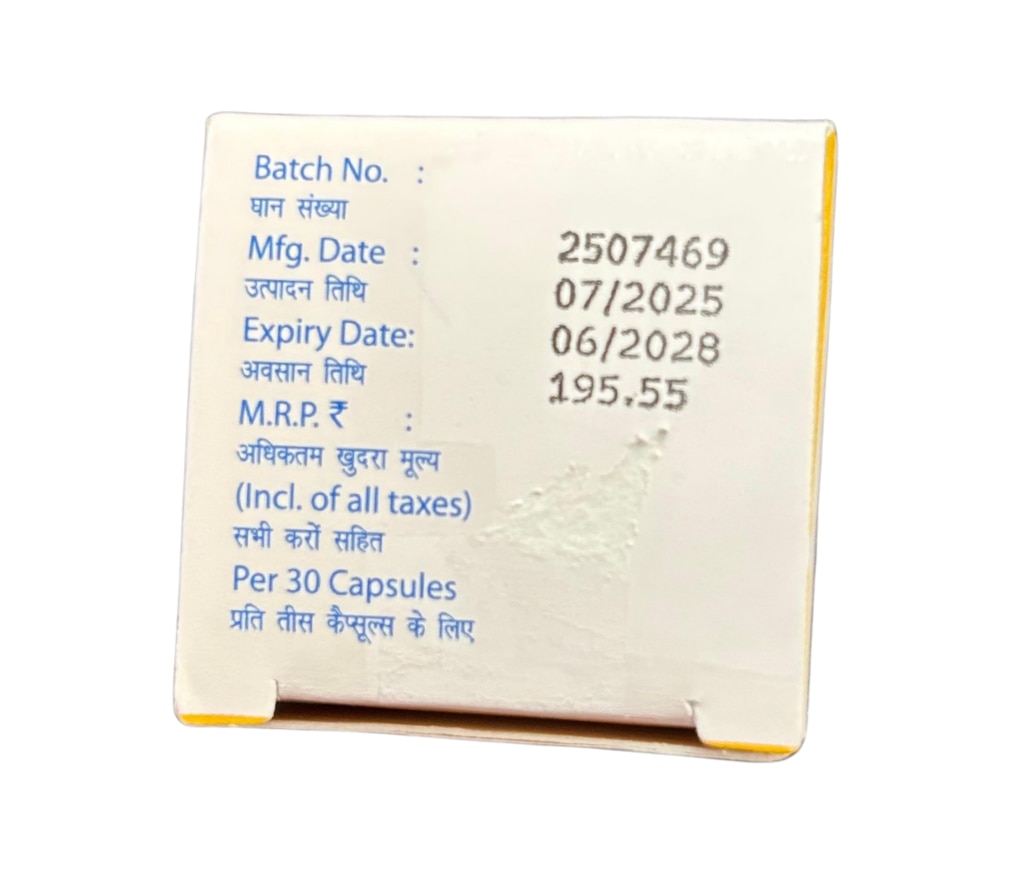 Batch No. :
घान संख्या
Mfg. Date : 2507469
उत्पादन तिथि 07/2025
Expiry Date: 06/2028
अवसान तिथि 195.55
M.R.P. ₹ :
अधिकतम खुदरा मूल्य
(Incl. of all taxes)
सभी करों सहित
Per 30 Capsules
प्रति तीस कैप्सूल्स के लिए